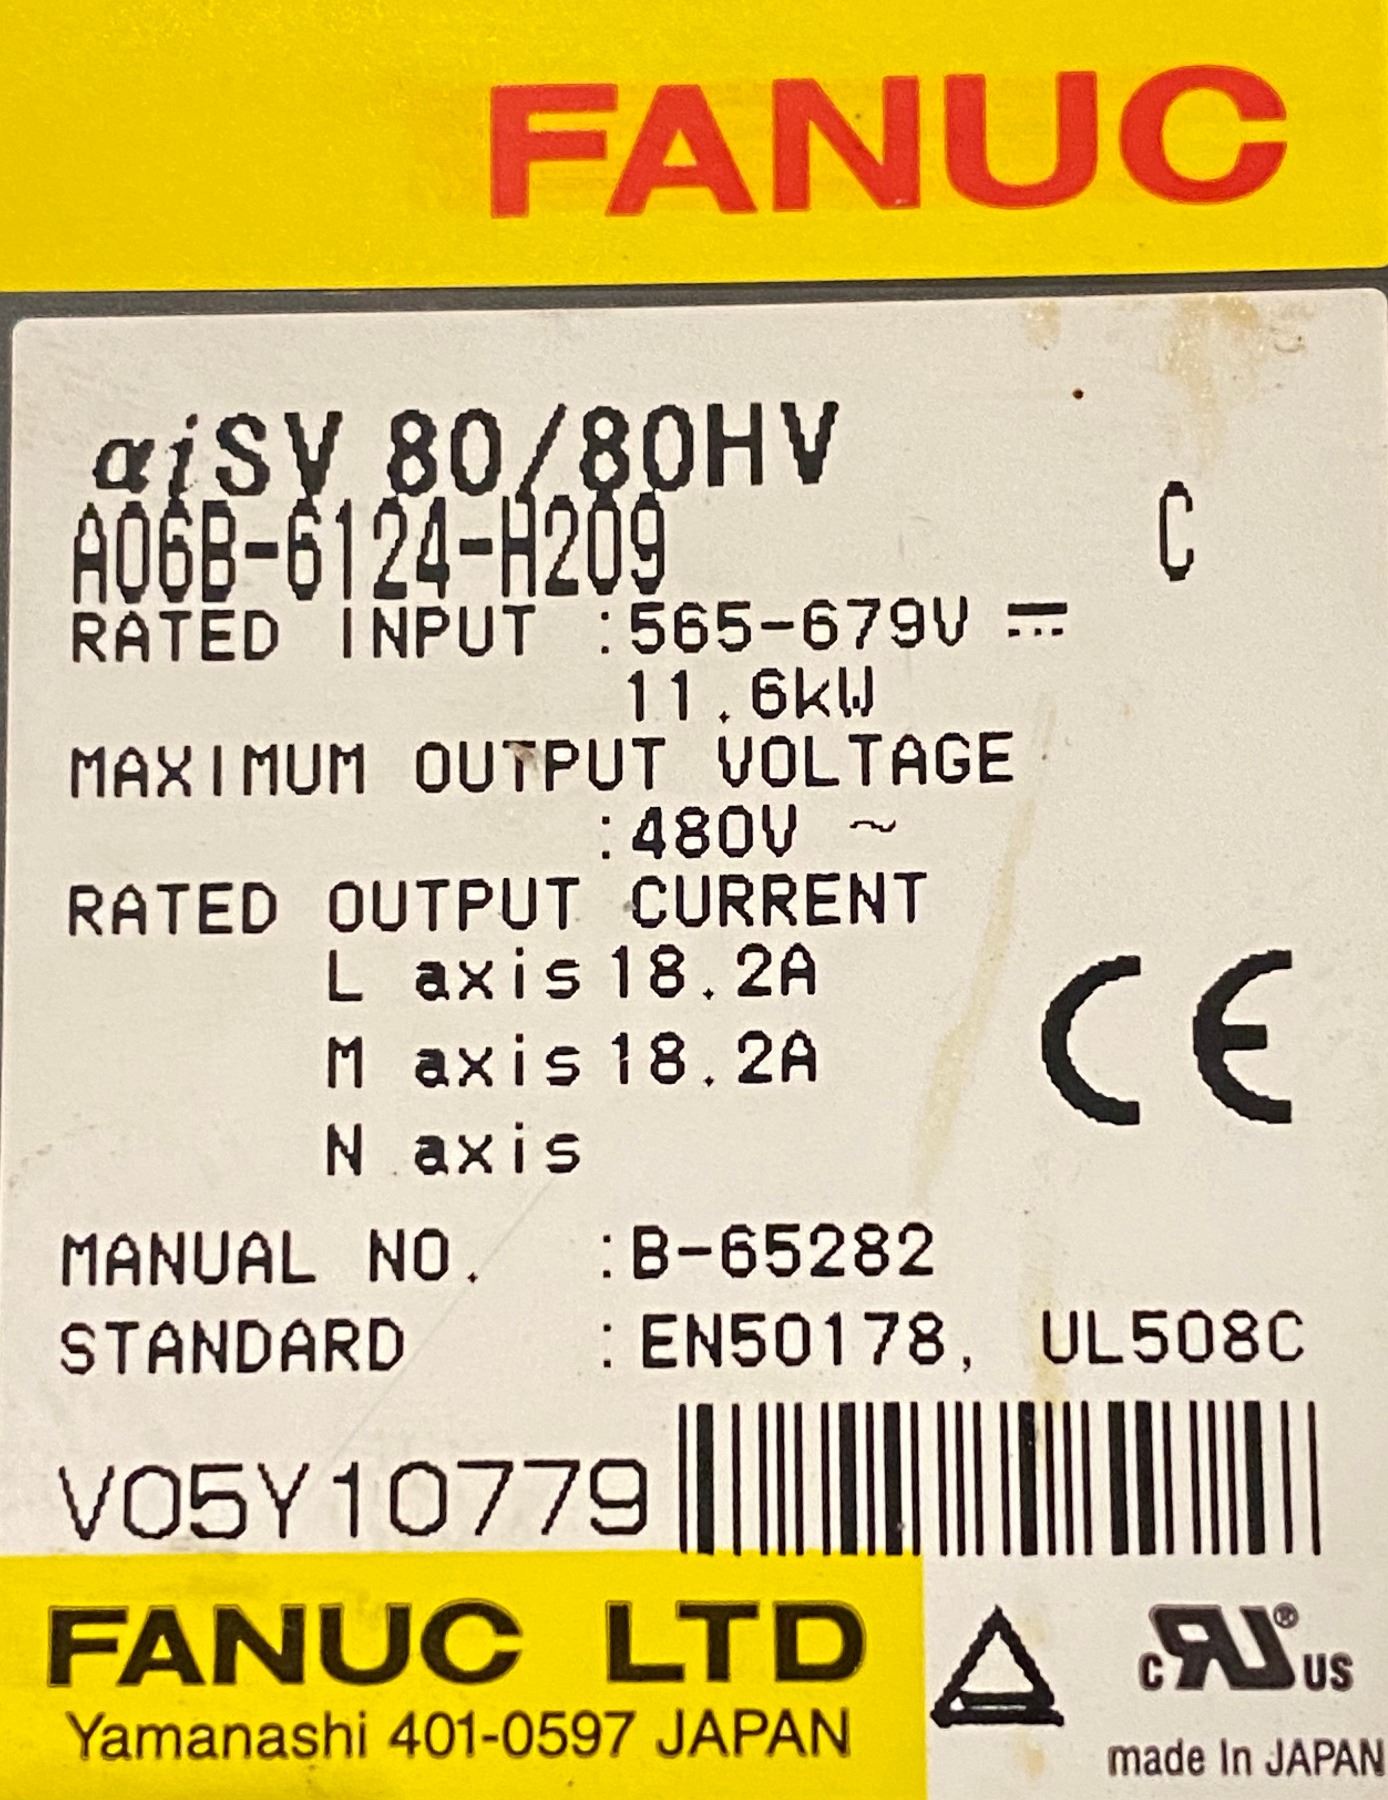 FANUC
αiSV 80/80HV
A06B-6124-H209 C
RATED INPUT :565-679V ⎓
11.6kW
MAXIMUM OUTPUT VOLTAGE
:480V ~
RATED OUTPUT CURRENT
L axis 18.2A
M axis 18.2A
N axis
CE
MANUAL NO. :B-65282
STANDARD :EN50178, UL508C
V05Y10779
FANUC LTD
Yamanashi 401-0597 JAPAN
c RU® US
made In JAPAN